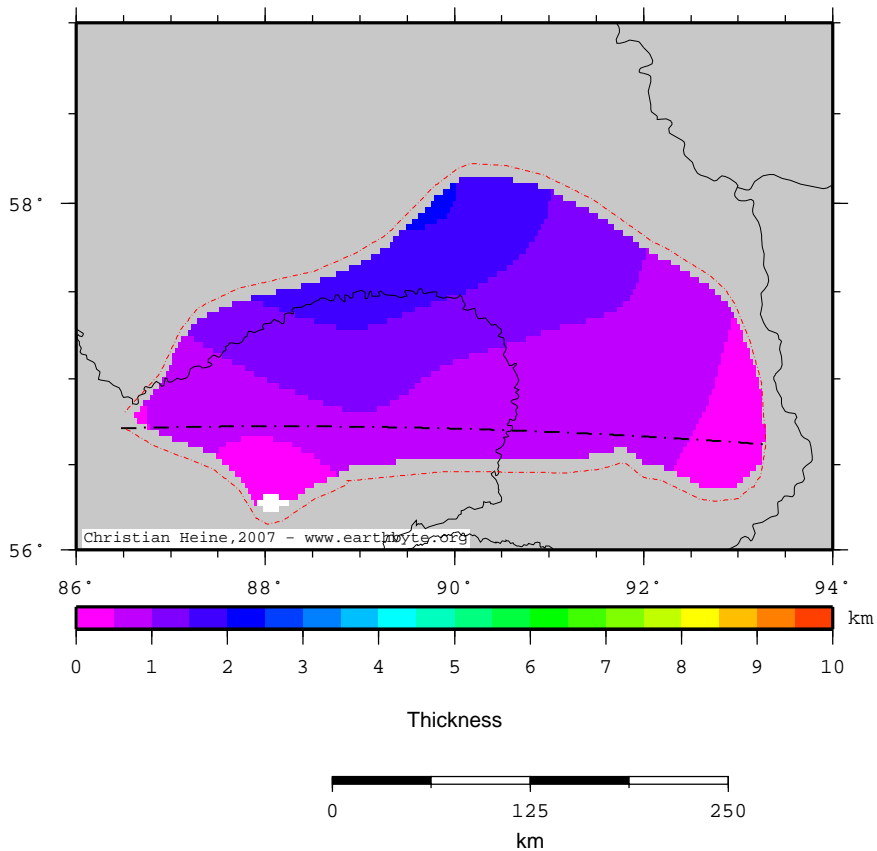 58°
56°
Christian Heine,2007 - www.earthbyte.org
86° 88° 90° 92° 94°
km
0 1 2 3 4 5 6 7 8 9 10
Thickness
0 125 250
km